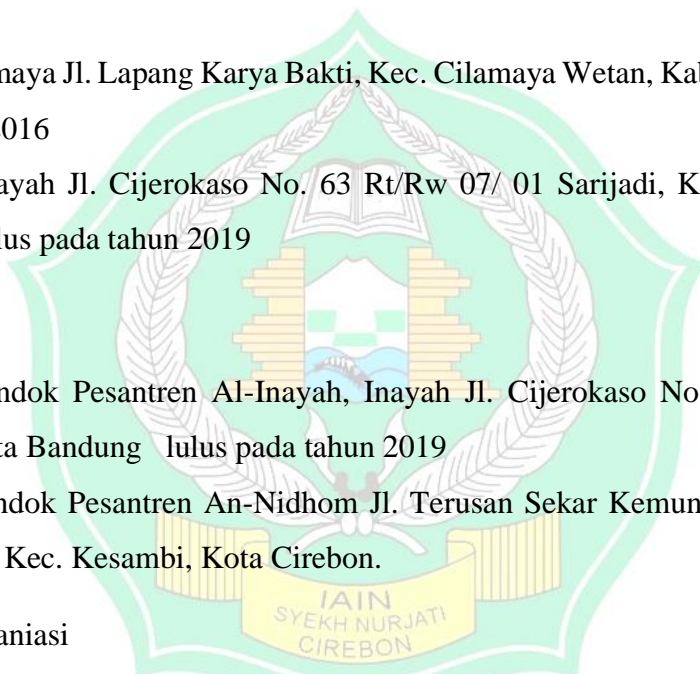 maya Jl. Lapang Karya Bakti, Kec. Cilamaya Wetan, Kab
2016
ayah Jl. Cijerokaso No. 63 Rt/Rw 07/ 01 Sarijadi, K
lus pada tahun 2019
ndok Pesantren Al-Inayah, Inayah Jl. Cijerokaso No
ta Bandung lulus pada tahun 2019
ndok Pesantren An-Nidhom Jl. Terusan Sekar Kemun
Kec. Kesambi, Kota Cirebon.
IAIN
SYEKH NURJATI
CIREBON
aniasi